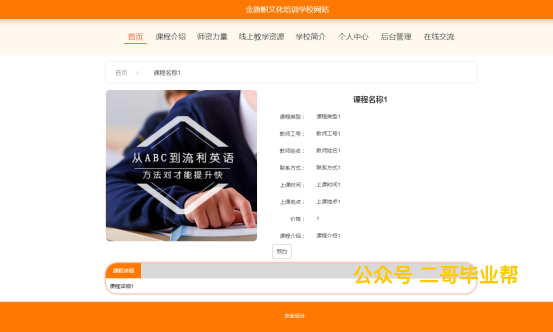 金旗帜文化培训学校网站
首页 课程介绍 师资力量 线上教学资源 学校简介 个人中心 后台管理 在线交流
首页 / 课程名称1
从ABC到流利英语
方法对才能提升快
课程名称1
课程类型： 课程类型1
教师工号： 教师工号1
教师姓名： 教师姓名1
联系方式： 联系方式1
上课时间： 上课时间1
上课地点： 上课地点1
价格： 1
课程介绍： 课程介绍1
预约
课程详细
课程详细1
公众号 二哥毕业帮
毕业设计